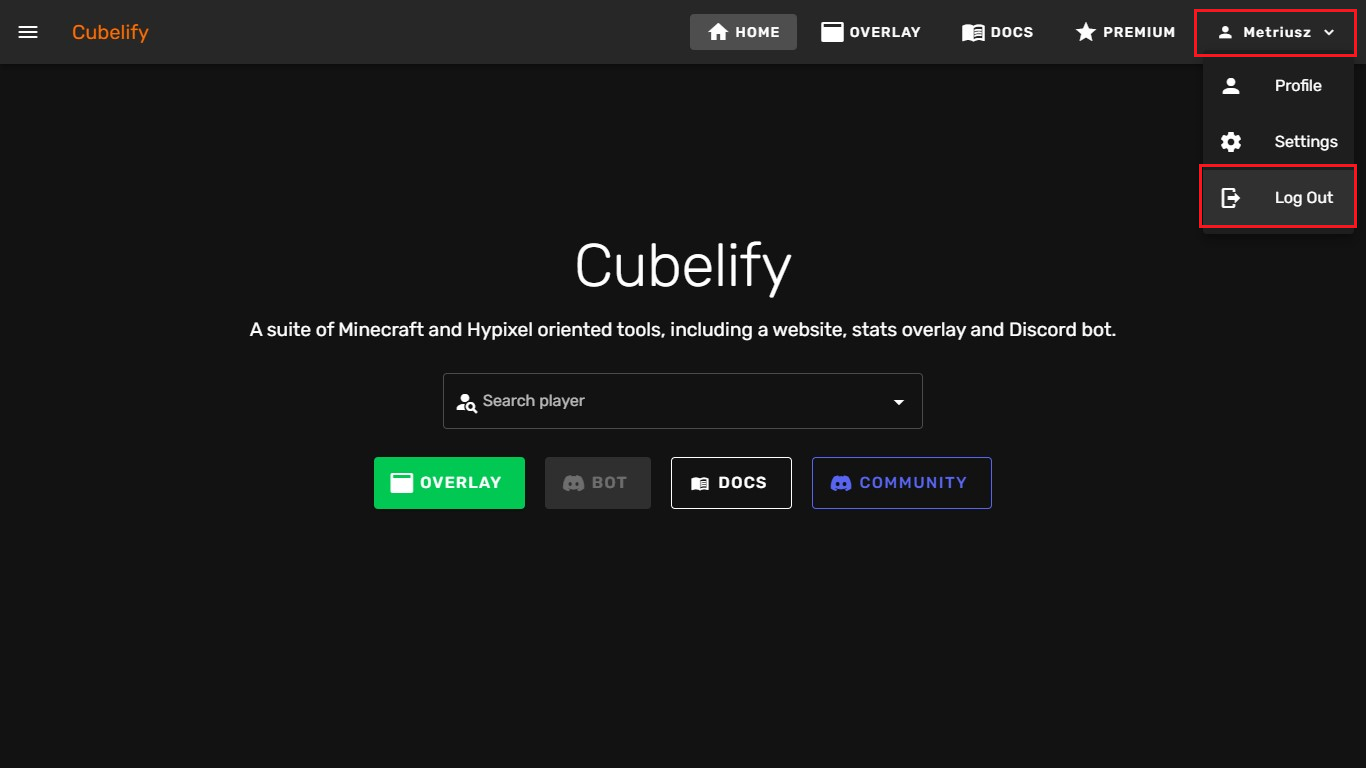 Cubelify
HOME
OVERLAY
DOCS
PREMIUM
Metriusz
Profile
Settings
Log Out
Cubelify
A suite of Minecraft and Hypixel oriented tools, including a website, stats overlay and Discord bot.
Search player
OVERLAY
BOT
DOCS
COMMUNITY